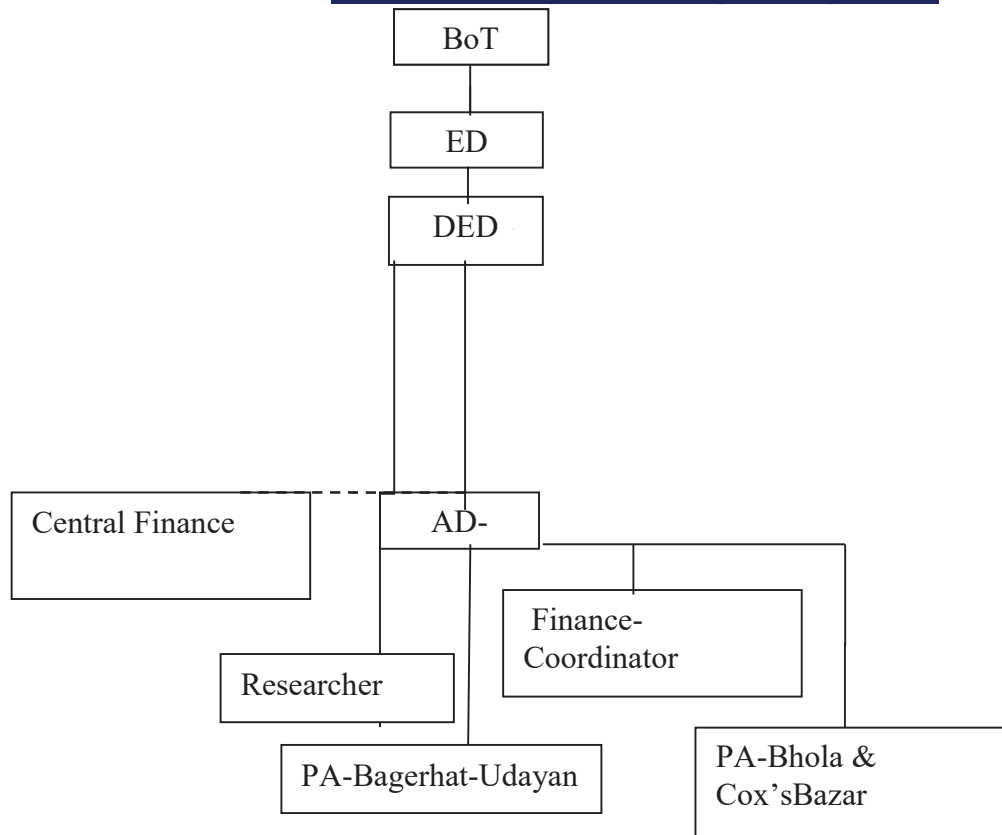 BoT
ED
DED
Central Finance
AD-
Finance-
Coordinator
Researcher
PA-Bagerhat-Udayan
PA-Bhola &
Cox’sBazar